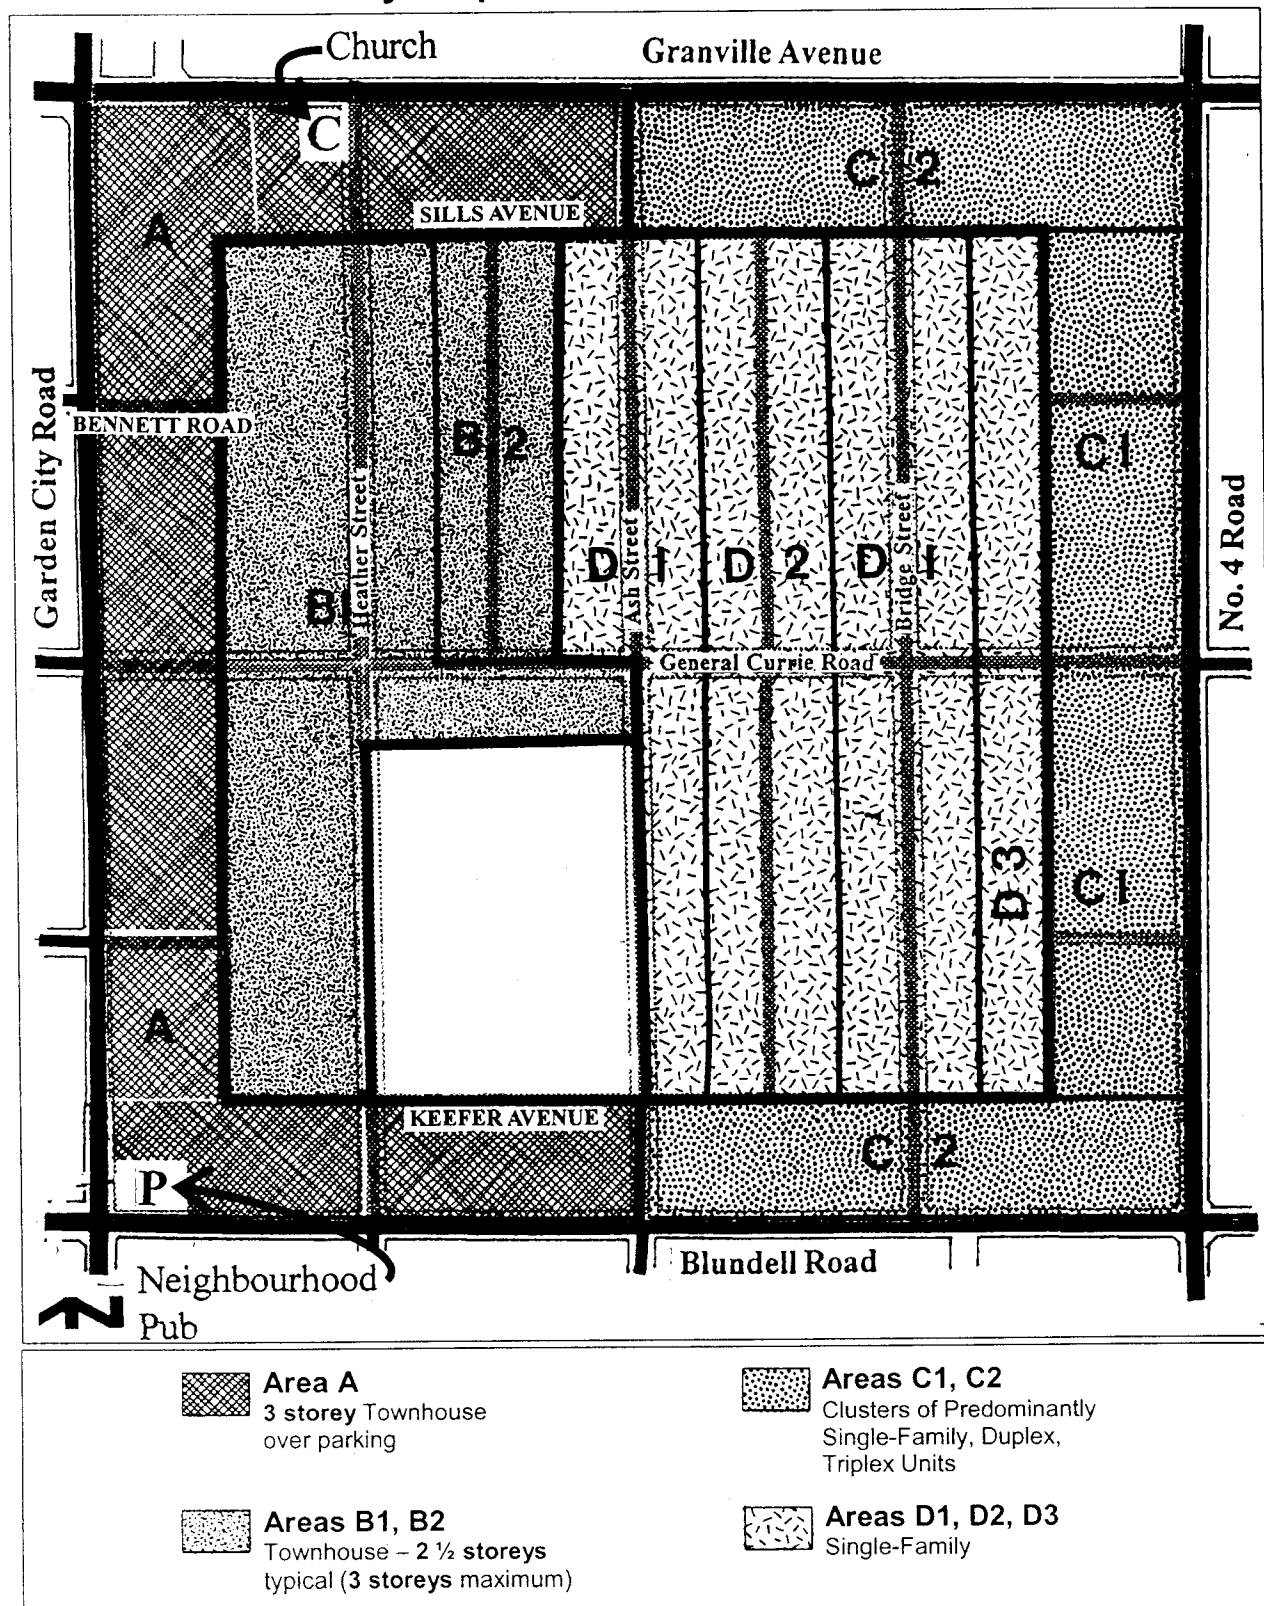 Church
Granville Avenue
C
C 2
A
SILLS AVENUE
BENNETT ROAD
Garden City Road
B 2
C1
Heather Street
B1
D 1
Ash Street
D 2
D 1
Bridge Street
No. 4 Road
General Currie Road
D 3
C1
A
KEEFER AVENUE
C 2
P
Blundell Road
Neighbourhood
Pub
N
Area A
3 storey Townhouse
over parking
Areas C1, C2
Clusters of Predominantly
Single-Family, Duplex,
Triplex Units
Areas B1, B2
Townhouse – 2 ½ storeys
typical (3 storeys maximum)
Areas D1, D2, D3
Single-Family